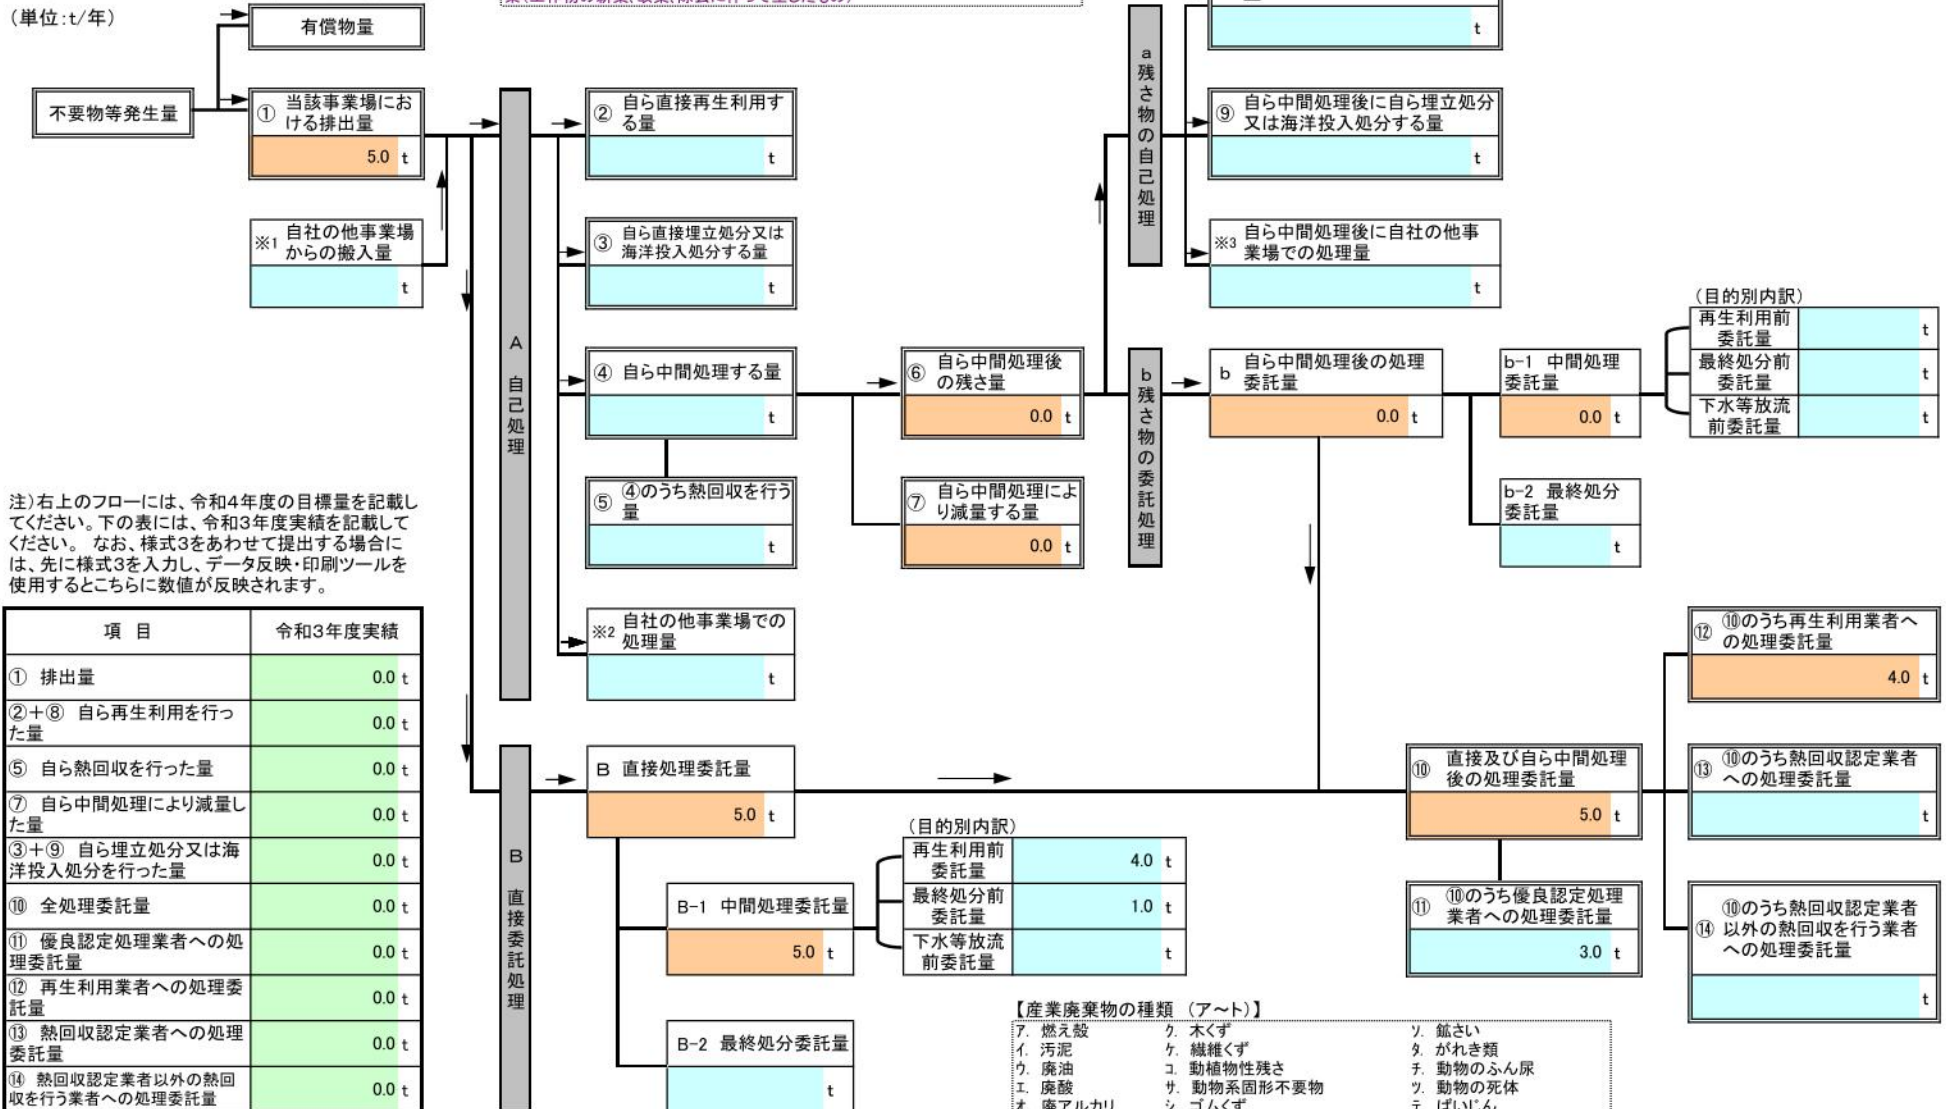 (単位:t/年)
有償物量
不要物等発生量
① 当該事業場にお
ける排出量
5.0 t
※1 自社の他事業場
からの搬入量
t
A 自己処理
② 自ら直接再生利用す
る量
t
③ 自ら直接埋立処分又は
海洋投入処分する量
t
④ 自ら中間処理する量
t
⑤ ④のうち熱回収を行う
量
t
※2 自社の他事業場での
処理量
t
⑥ 自ら中間処理後
の残さ量
0.0 t
⑦ 自ら中間処理によ
り減量する量
0.0 t
a 残さ物の自己処理
t
⑨ 自ら中間処理後に自ら埋立処分
又は海洋投入処分する量
t
※3 自ら中間処理後に自社の他事
業場での処理量
t
b 残さ物の委託処理
b 自ら中間処理後の処理
委託量
0.0 t
b-1 中間処理
委託量
0.0 t
b-2 最終処分
委託量
t
(目的別内訳)
再生利用前
委託量
t
最終処分前
委託量
t
下水等放流
前委託量
t
注)右上のフローには、令和4年度の目標量を記載し
てください。下の表には、令和3年度実績を記載して
ください。 なお、様式3をあわせて提出する場合に
は、先に様式3を入力し、データ反映・印刷ツールを
使用するとこちらに数値が反映されます。
項 目 令和3年度実績
① 排出量 0.0 t
②+⑧ 自ら再生利用を行っ
た量 0.0 t
⑤ 自ら熱回収を行った量 0.0 t
⑦ 自ら中間処理により減量し
た量 0.0 t
③+⑨ 自ら埋立処分又は海
洋投入処分を行った量 0.0 t
⑩ 全処理委託量 0.0 t
⑪ 優良認定処理業者への処
理委託量 0.0 t
⑫ 再生利用業者への処理委
託量 0.0 t
⑬ 熱回収認定業者への処理
委託量 0.0 t
⑭ 熱回収認定業者以外の熱回
収を行う業者への処理委託量 0.0 t
B 直接委託処理
B 直接処理委託量
5.0 t
B-1 中間処理委託量
5.0 t
B-2 最終処分委託量
t
(目的別内訳)
再生利用前
委託量
4.0 t
最終処分前
委託量
1.0 t
下水等放流
前委託量
t
⑩ 直接及び自ら中間処理
後の処理委託量
5.0 t
⑪ ⑩のうち優良認定処理
業者への処理委託量
3.0 t
⑫ ⑩のうち再生利用業者へ
の処理委託量
4.0 t
⑬ ⑩のうち熱回収認定業者
への処理委託量
t
⑭ ⑩のうち熱回収認定業者
以外の熱回収を行う業者
への処理委託量
t
【産業廃棄物の種類 (ア～ト)】
ア. 燃え殻 ク. 木くず ソ. 鉱さい
イ. 汚泥 ケ. 繊維くず タ. がれき類
ウ. 廃油 コ. 動植物性残さ チ. 動物のふん尿
エ. 廃酸 サ. 動物系固形不要物 ツ. 動物の死体
オ. 廃アルカリ シ. ゴムくず テ. ばいじん